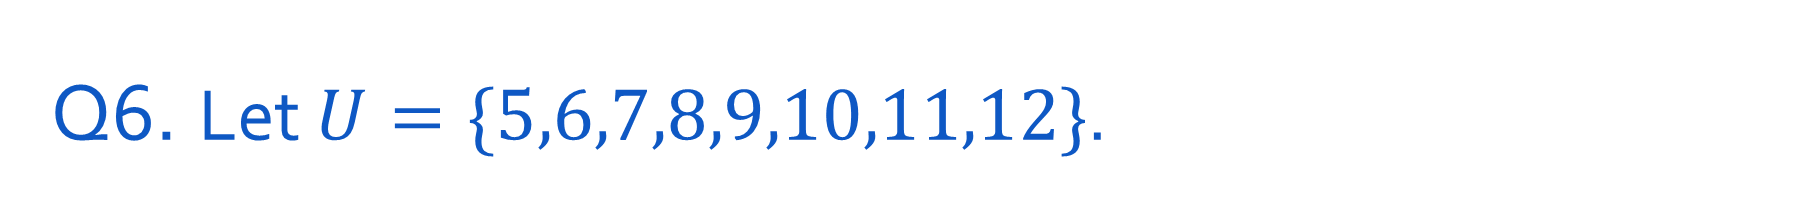 Q6. Let U = {5,6,7,8,9,10,11,12}.